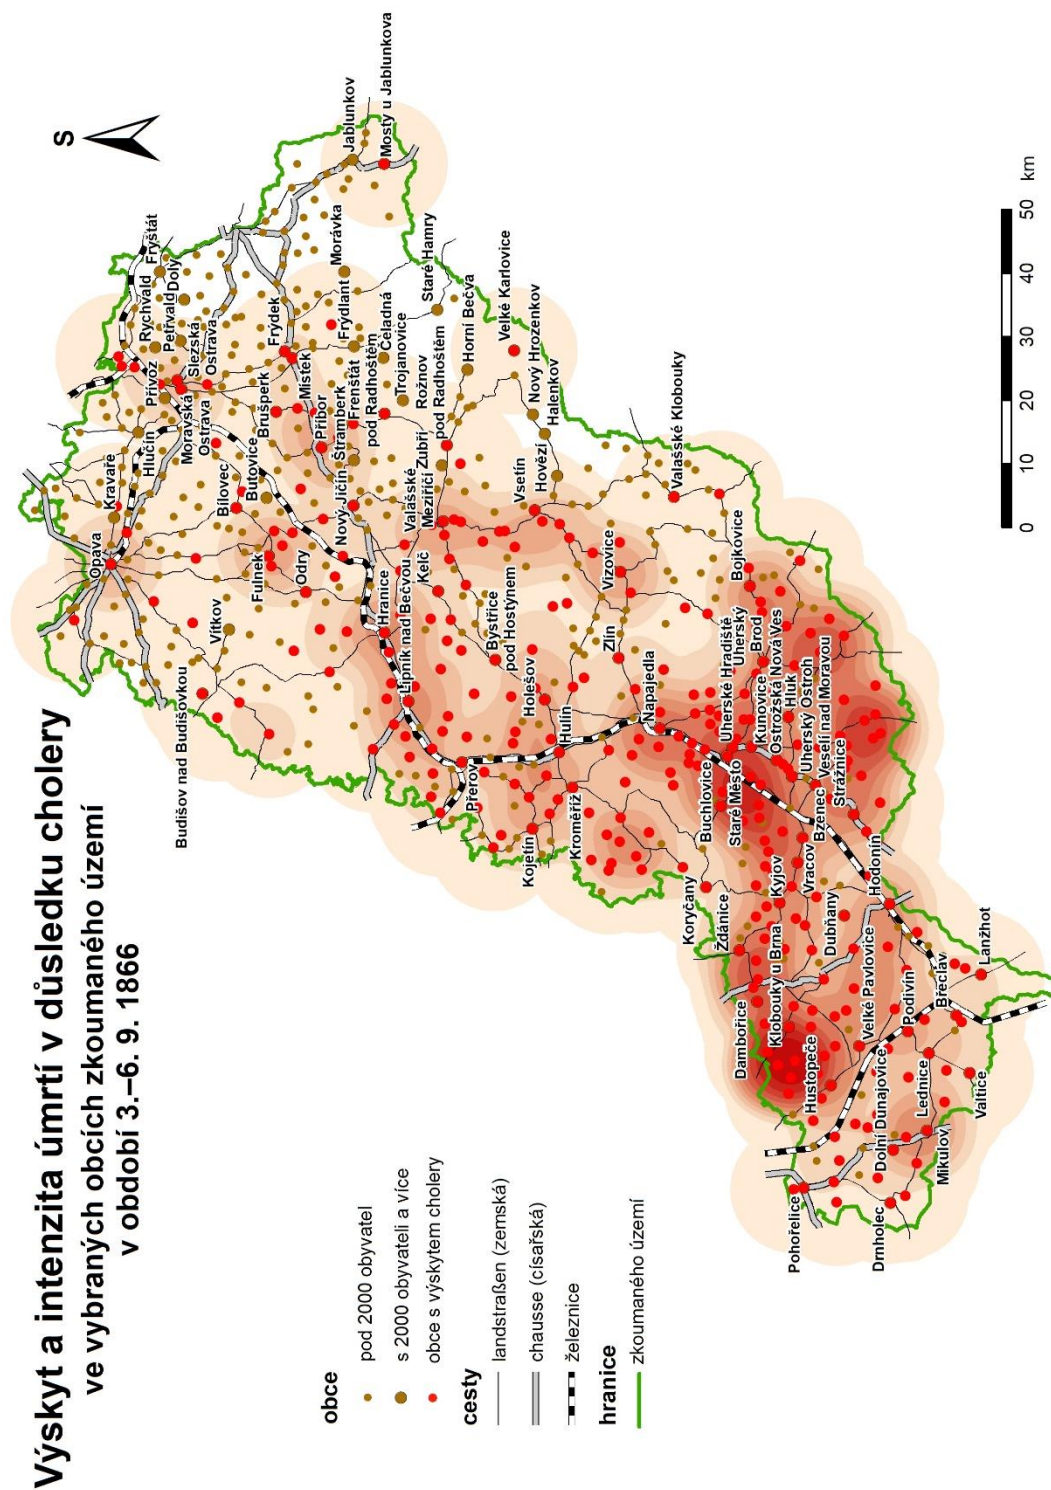 Výskyt a intenzita úmrtí v důsledku cholery
ve vybraných obcích zkoumaného území
v období 3.–6. 9. 1866
S
obce
pod 2000 obyvatel
s 2000 obyvateli a více
obce s výskytem cholery
cesty
landstraßen (zemská)
chausse (císařská)
železnice
hranice
zkoumaného území
Opava
Kravaře
Hlučín
Přívoz
Rychvald
Petřvald
Fryštát
Doly
Slezská
Ostrava
Moravská
Ostrava
Budišov nad Budišovkou
Vítkov
Bílovec
Butovice
Fulnek
Odry
Brušperk
Frýdek
Místek
Příbor
Nový Jičín
Štramberk
Frenštát
pod Radhoštěm
Frýdlant
Čeladná
Trojanovice
Morávka
Jablunkov
Mosty u Jablunkova
Staré Hamry
Rožnov
pod Radhoštěm
Zubří
Horní Bečva
Velké Karlovice
Nový Hrozenkov
Halenkov
Hovězí
Vsetín
Valašské
Meziříčí
Kelč
Hranice
Lipník nad Bečvou
Bystřice
pod Hostýnem
Holešov
Přerov
Hulín
Kojetín
Kroměříž
Zlín
Vizovice
Valašské Klobouky
Bojkovice
Napajedla
Uherské Hradiště
Uherský
Brod
Kunovice
Ostrožská Nová Ves
Hluk
Uherský Ostroh
Veselí nad Moravou
Strážnice
Buchlovice
Staré Město
Bzenec
Koryčany
Ždánice
Kyjov
Vracov
Hodonín
Dubňany
Dambořice
Klobouky u Brna
Hustopeče
Velké Pavlovice
Podivín
Břeclav
Lanžhot
Pohořelice
Dolní Dunajovice
Lednice
Valtice
Drnholec
Mikulov
0 10 20 30 40 50 km